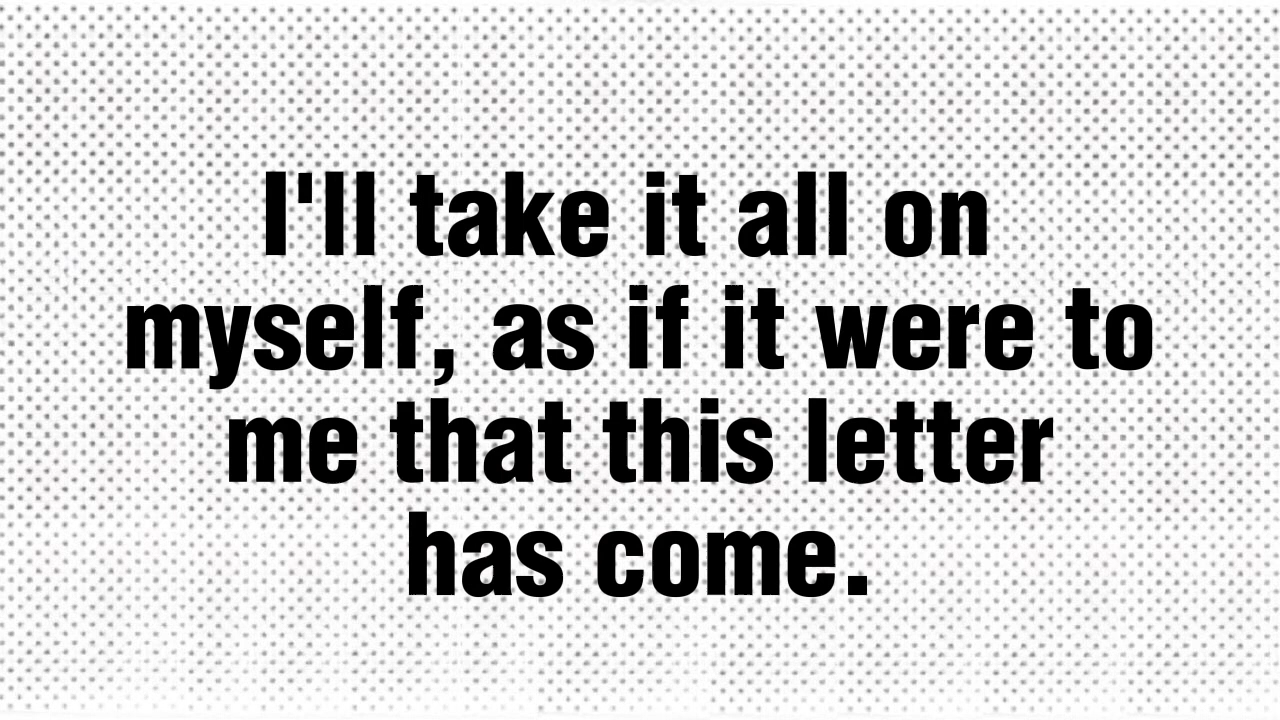 I'll take it all on
myself, as if it were to
me that this letter
has come.